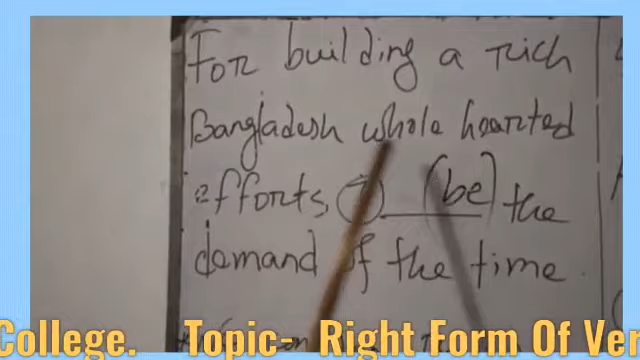 For building a rich
Bangladesh whole hearted
efforts, (be) the
demand of the time.
College. Topic- Right Form Of Ver